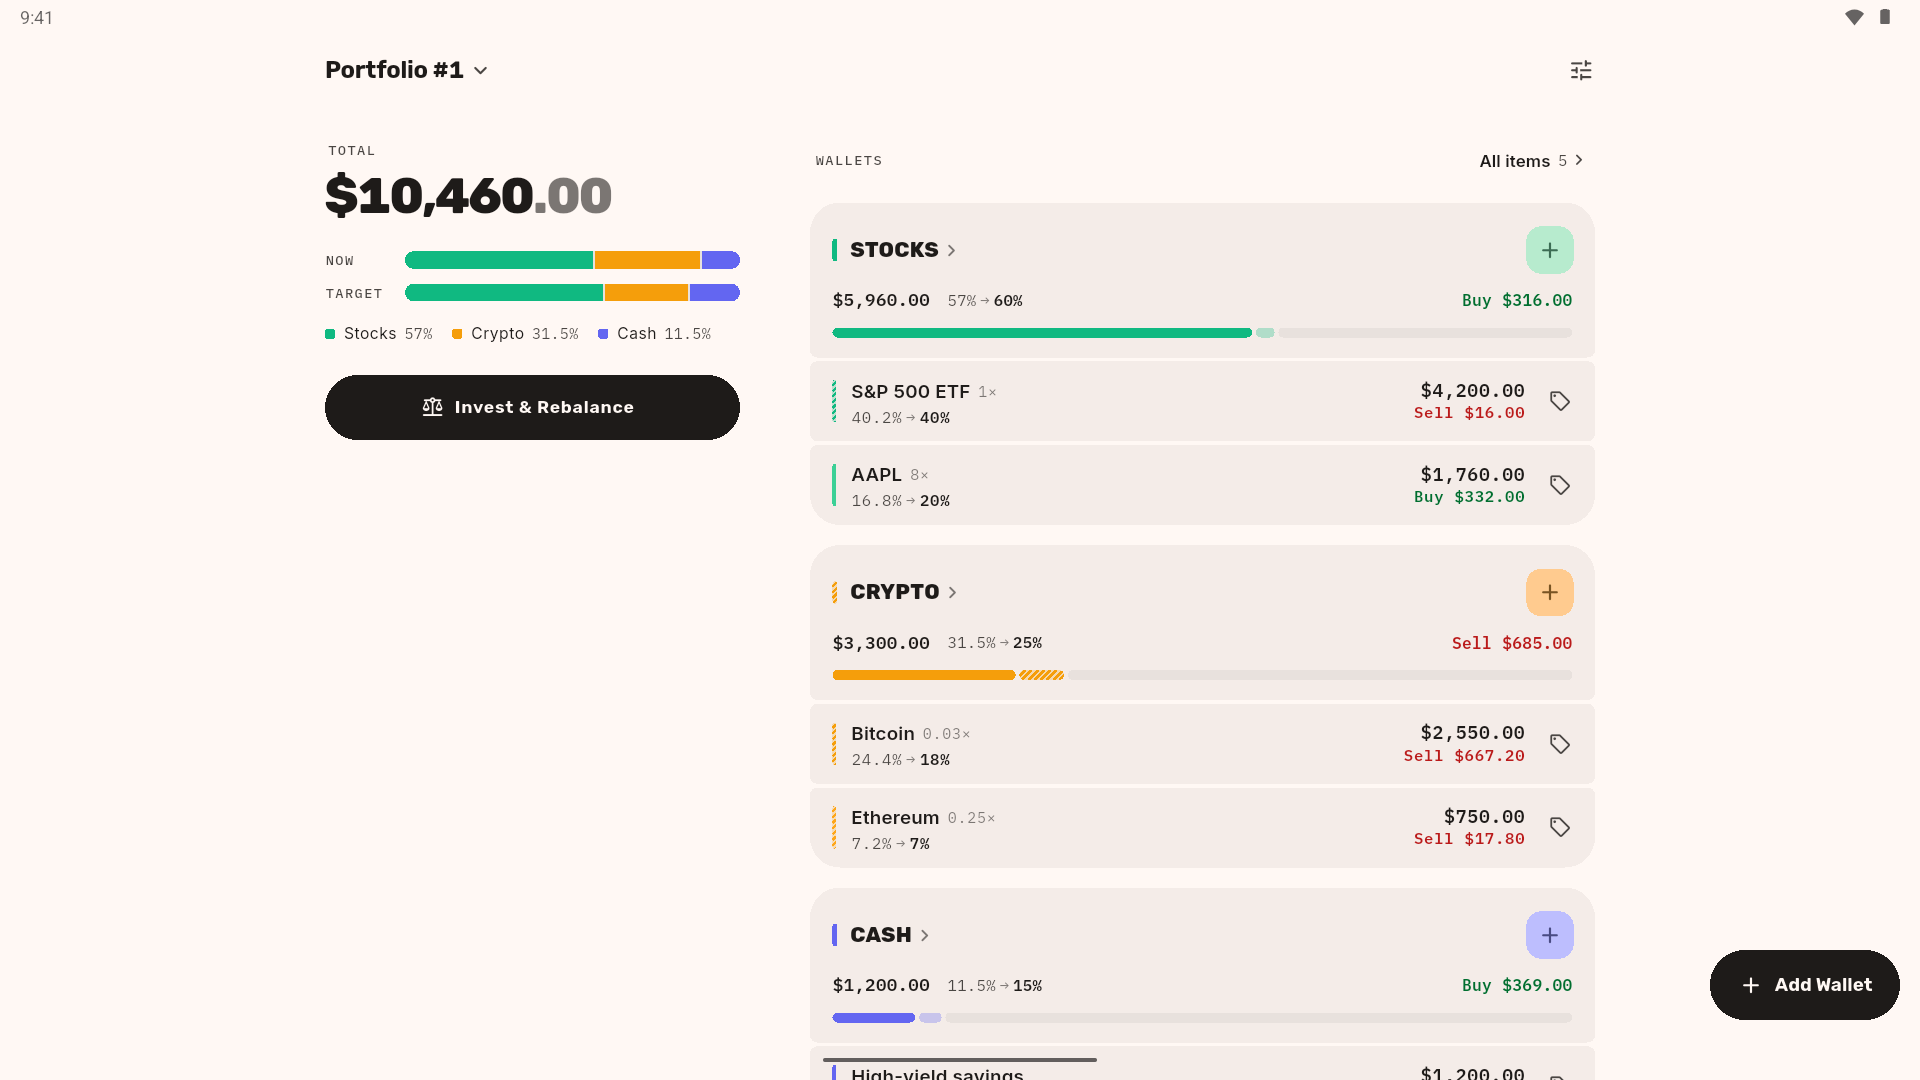 9:41
Portfolio #1
TOTAL
$10,460.00
NOW
TARGET
Stocks 57% Crypto 31.5% Cash 11.5%
Invest & Rebalance
WALLETS
All items 5
STOCKS
$5,960.00 57% → 60% Buy $316.00
S&P 500 ETF 1× $4,200.00
40.2% → 40% Sell $16.00
AAPL 8× $1,760.00
16.8% → 20% Buy $332.00
CRYPTO
$3,300.00 31.5% → 25% Sell $685.00
Bitcoin 0.03× $2,550.00
24.4% → 18% Sell $667.20
Ethereum 0.25× $750.00
7.2% → 7% Sell $17.80
CASH
$1,200.00 11.5% → 15% Buy $369.00
High-yield savings $1,200.00
Add Wallet